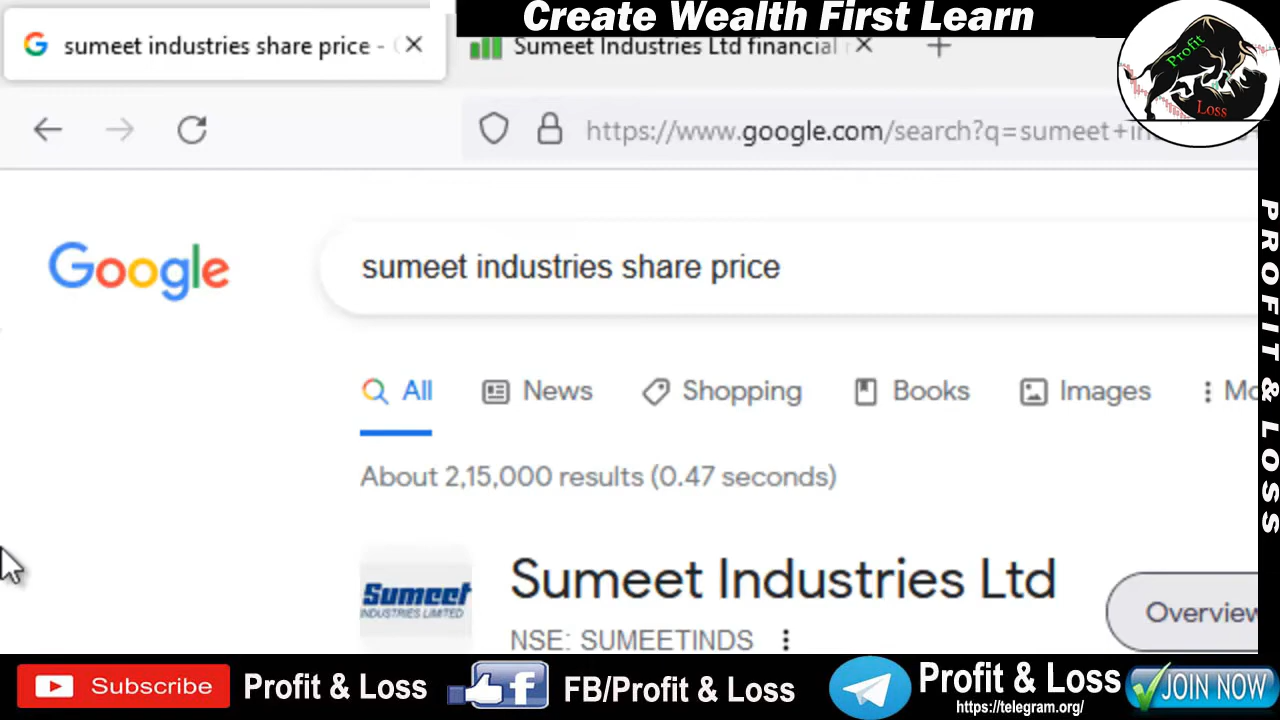 Create Wealth First Learn
sumeet industries share price -
Sumeet Industries Ltd financial
Profit
Loss
https://www.google.com/search?q=sumeet+in
Google
sumeet industries share price
All
News
Shopping
Books
Images
Mo
About 2,15,000 results (0.47 seconds)
Sumeet
INDUSTRIES LIMITED
Sumeet Industries Ltd
NSE: SUMEETINDS
Overview
PROFIT & LOSS
Subscribe
Profit & Loss
FB/Profit & Loss
Profit & Loss
https://telegram.org/
JOIN NOW